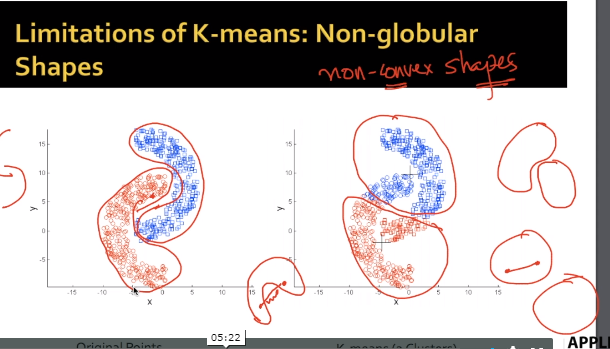 Limitations of K-means: Non-globular
Shapes
non-convex shapes
15
10
5
0
-5
y
-15
-10
-5
0
5
10
15
x
15
10
5
0
-5
y
-15
-10
-5
0
5
10
15
x
05:22
Original Points
K-means (2 Clusters)
APPLI